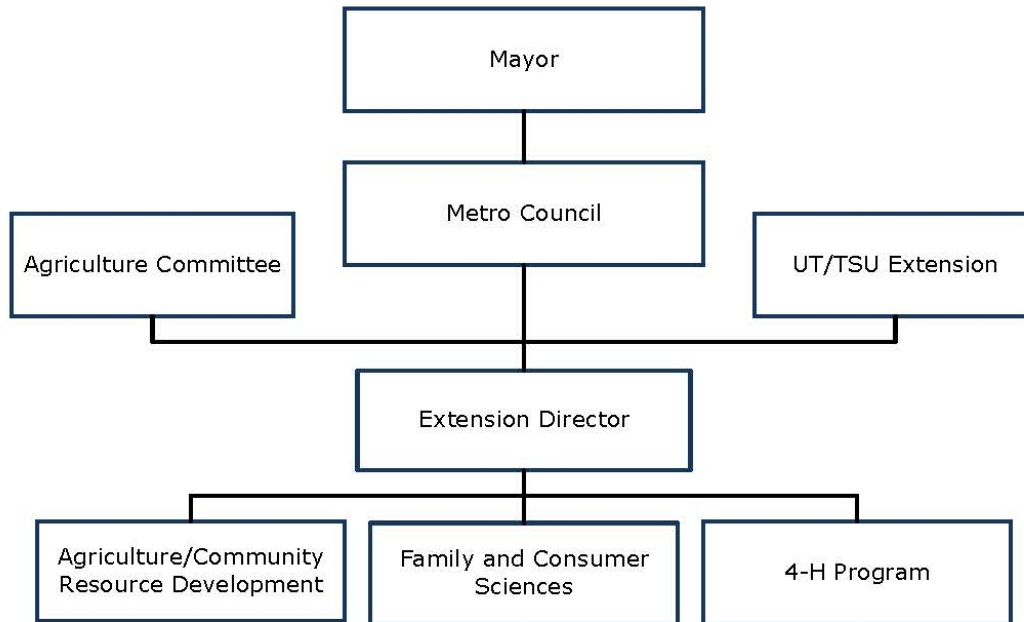 Mayor
Metro Council
Agriculture Committee
UT/TSU Extension
Extension Director
Agriculture/Community
Resource Development
Family and Consumer
Sciences
4-H Program